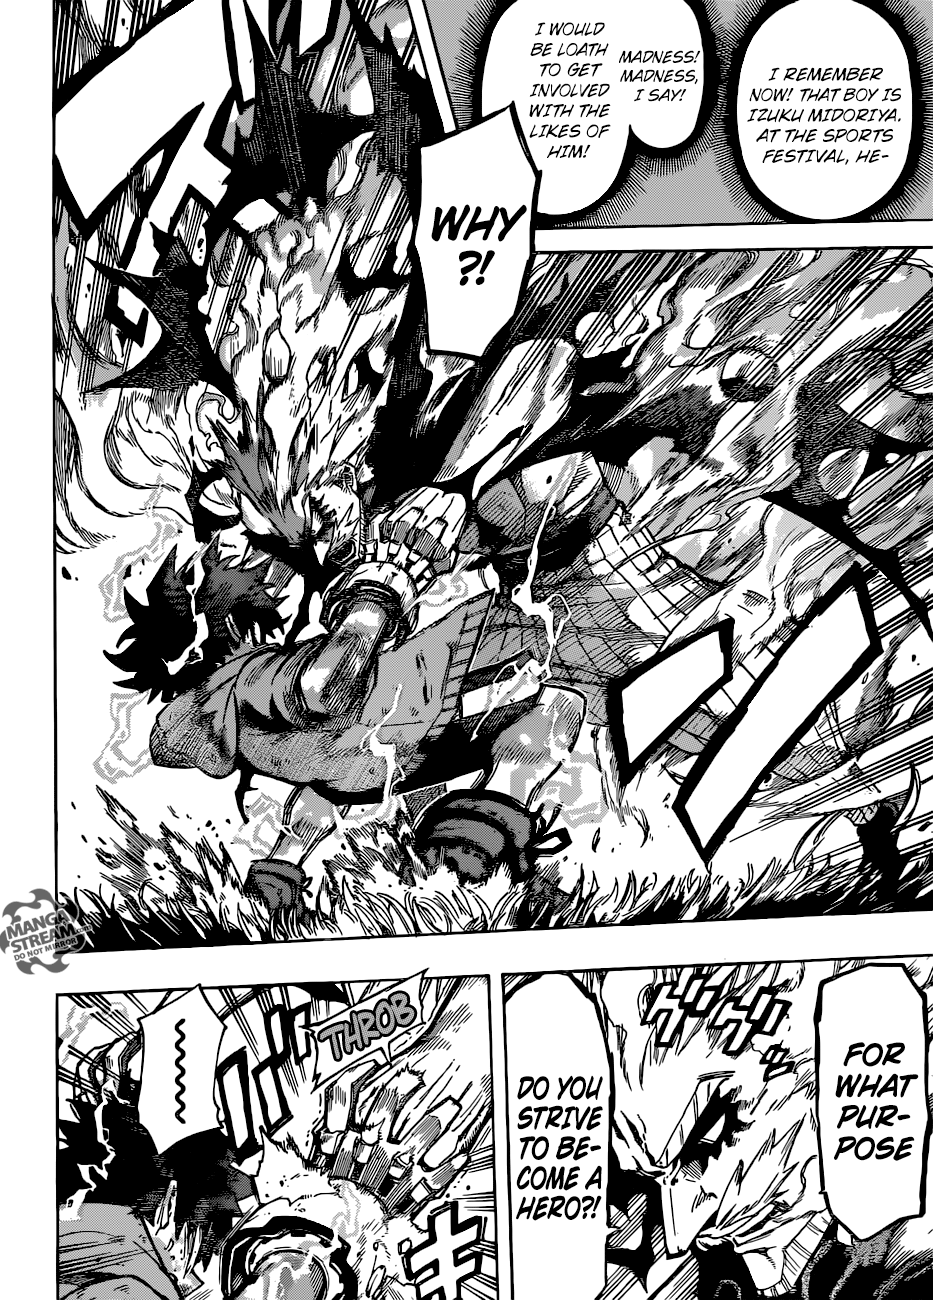 I REMEMBER
NOW! THAT BOY IS
IZUKU MIDORIYA.
AT THE SPORTS
FESTIVAL, HE-
MADNESS!
MADNESS,
I SAY!
I WOULD
BE LOATH
TO GET
INVOLVED
WITH THE
LIKES OF
HIM!
WHY
?!
FOR
WHAT
PUR-
POSE
DO YOU
STRIVE
TO BE-
COME A
HERO?!
THROB
MANGA
STREAM.com
DO NOT MIRROR